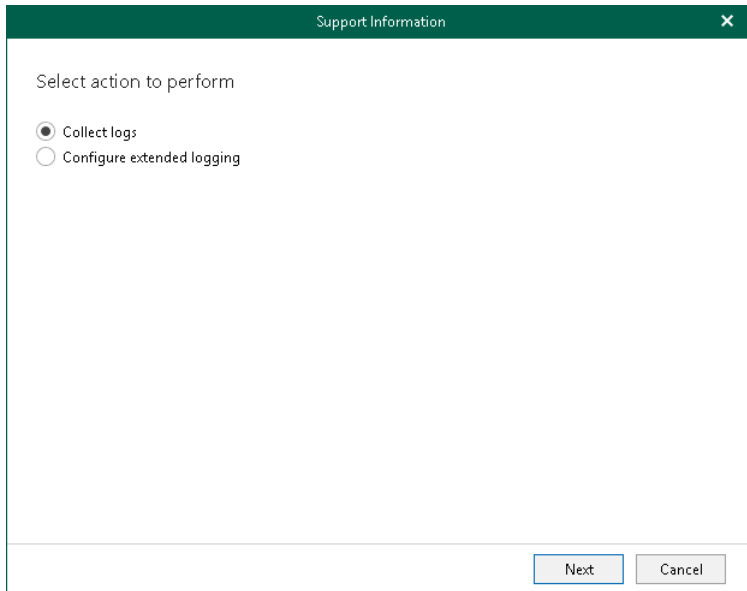 Support Information
Select action to perform
Collect logs
Configure extended logging
Next
Cancel